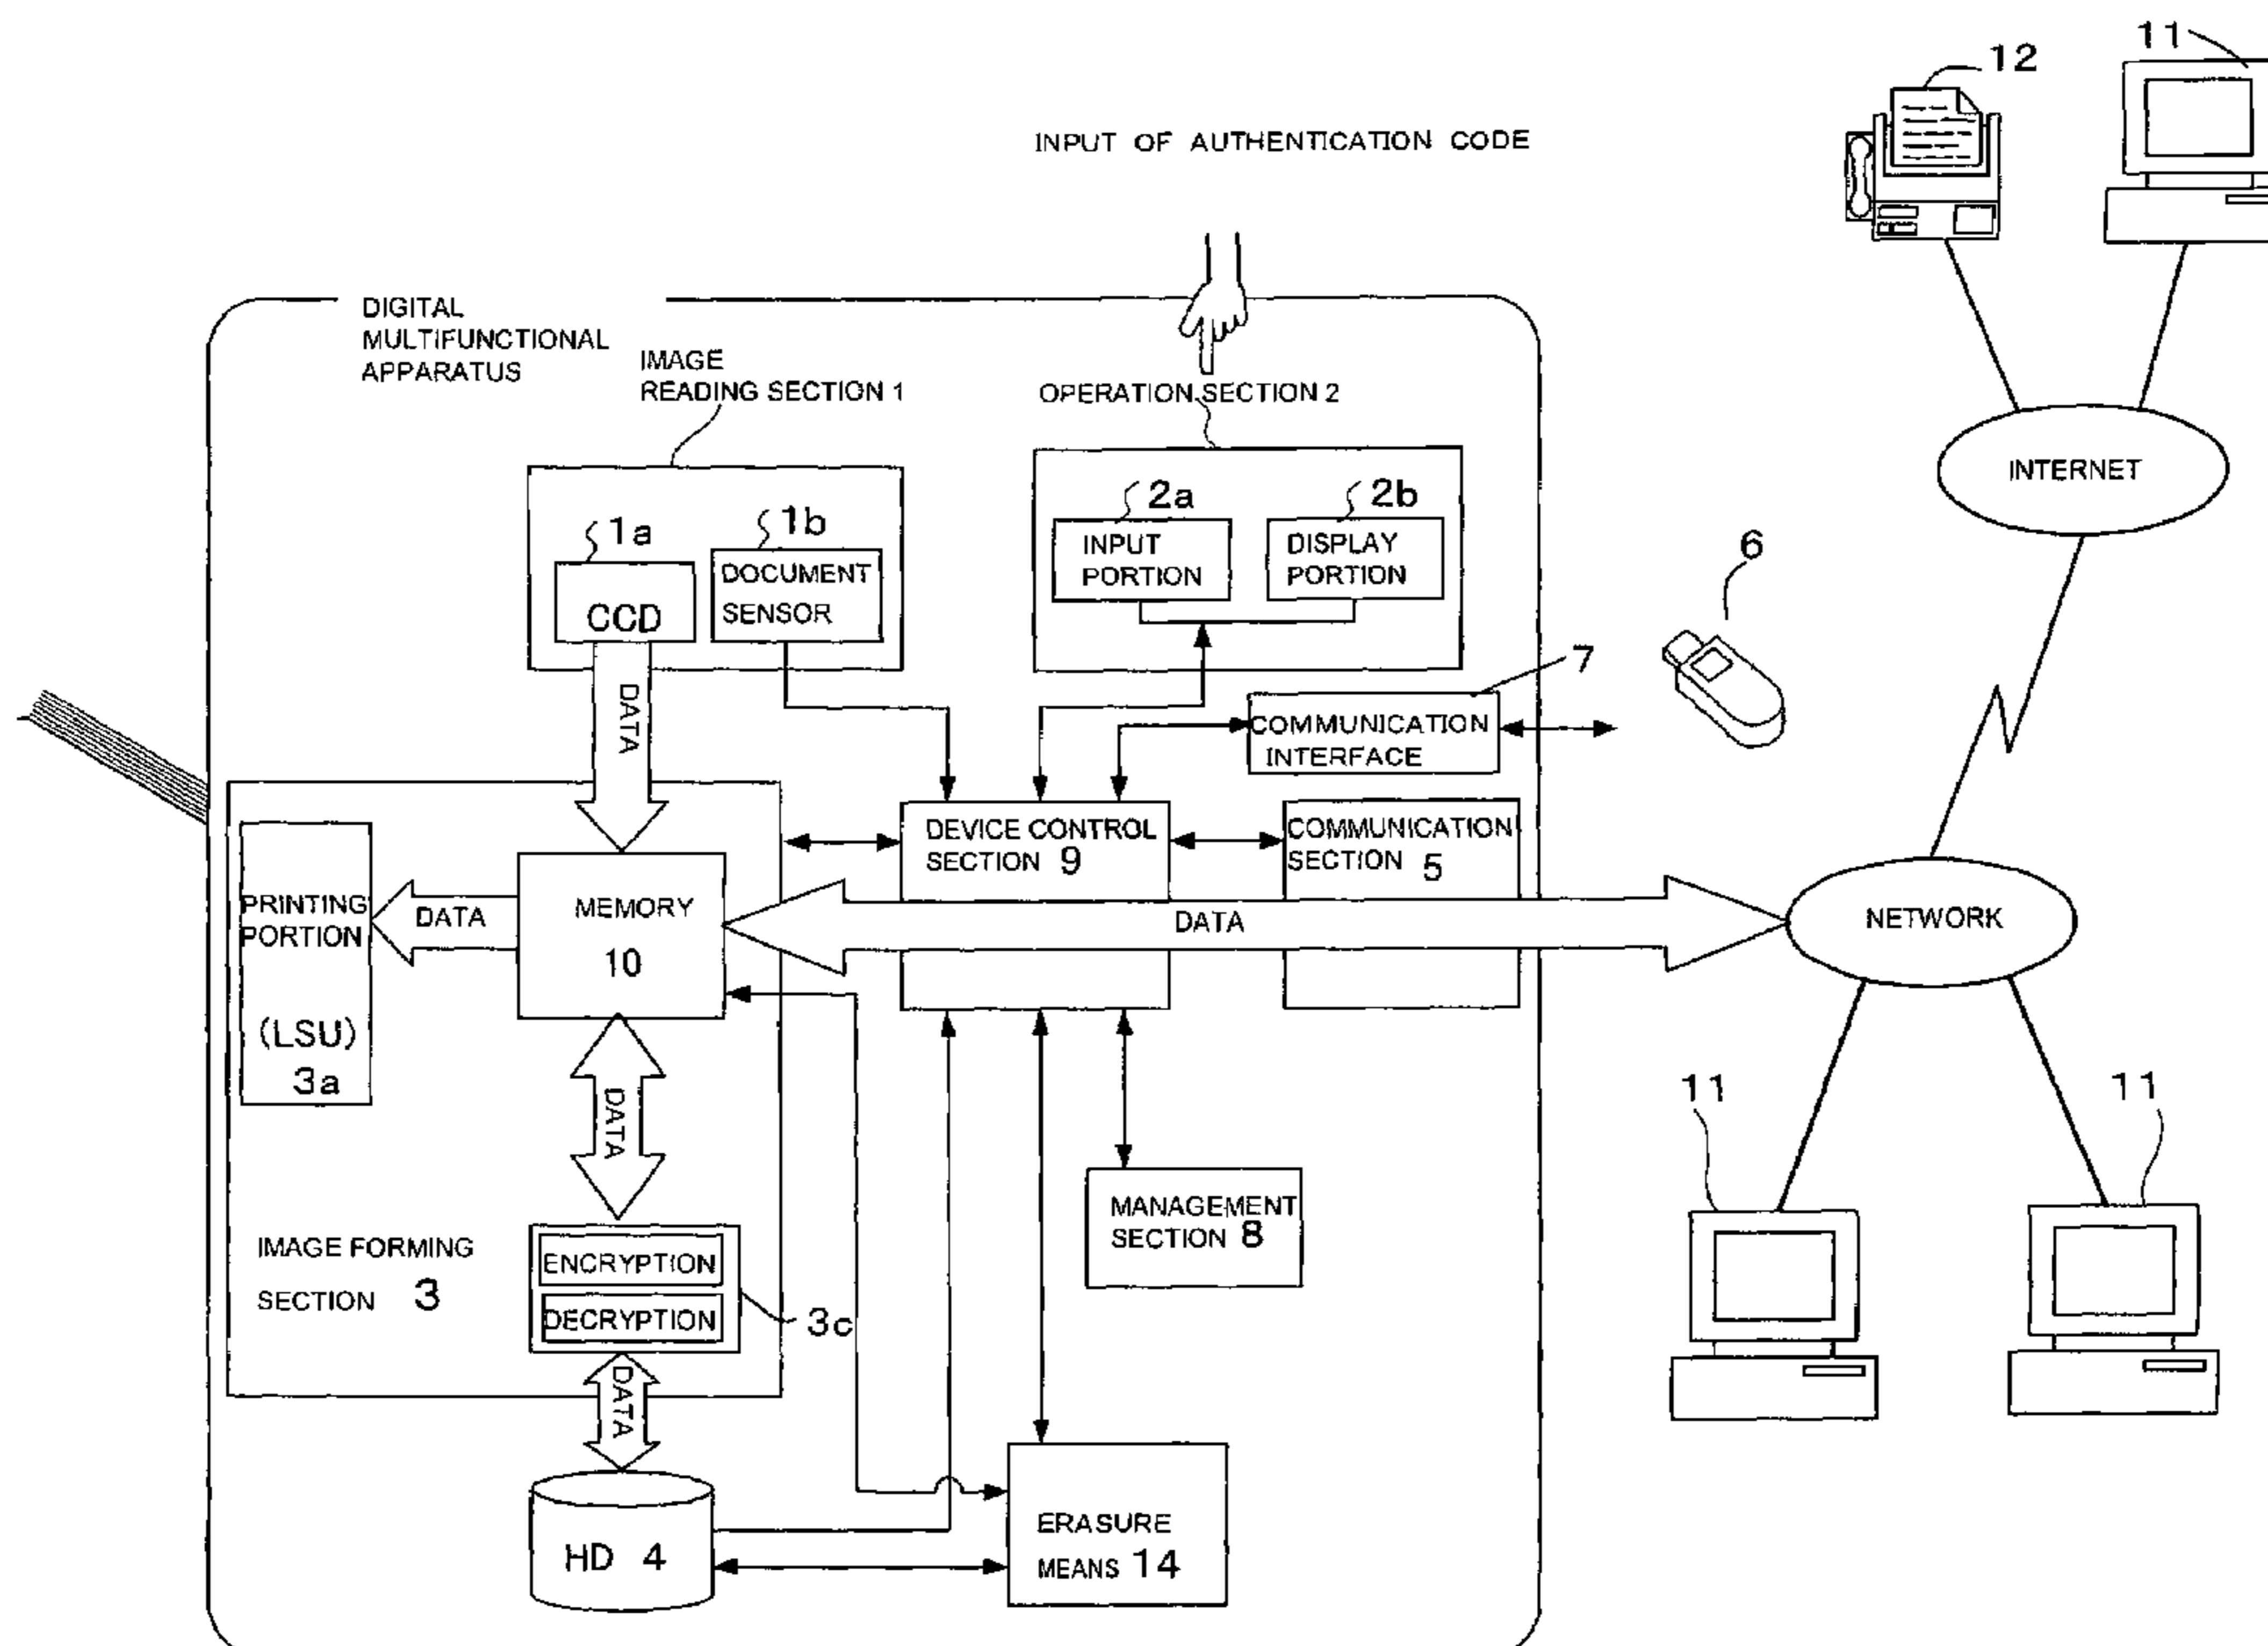 12
11
INPUT OF AUTHENTICATION CODE
DIGITAL
MULTIFUNCTIONAL
APPARATUS
IMAGE
READING SECTION 1
OPERATION SECTION 2
1a
CCD
1b
DOCUMENT
SENSOR
2a
INPUT
PORTION
2b
DISPLAY
PORTION
INTERNET
6
7
COMMUNICATION
INTERFACE
DATA
DEVICE CONTROL
SECTION 9
COMMUNICATION
SECTION 5
PRINTING
PORTION
(LSU)
3a
DATA
MEMORY
10
DATA
NETWORK
DATA
11
11
MANAGEMENT
SECTION 8
IMAGE FORMING
SECTION 3
ENCRYPTION
DECRYPTION
3c
DATA
HD 4
ERASURE
MEANS 14